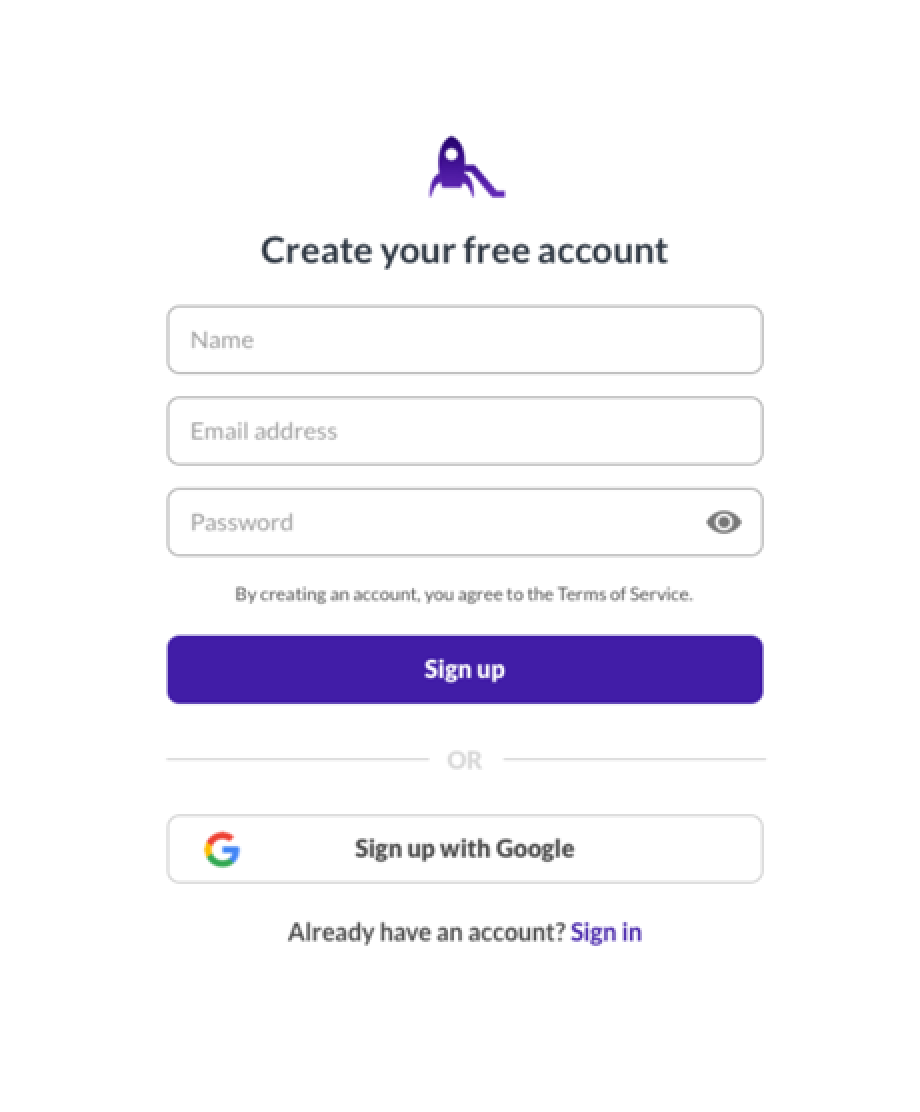 Create your free account
Name
Email address
Password
By creating an account, you agree to the Terms of Service.
Sign up
OR
Sign up with Google
Already have an account? Sign in